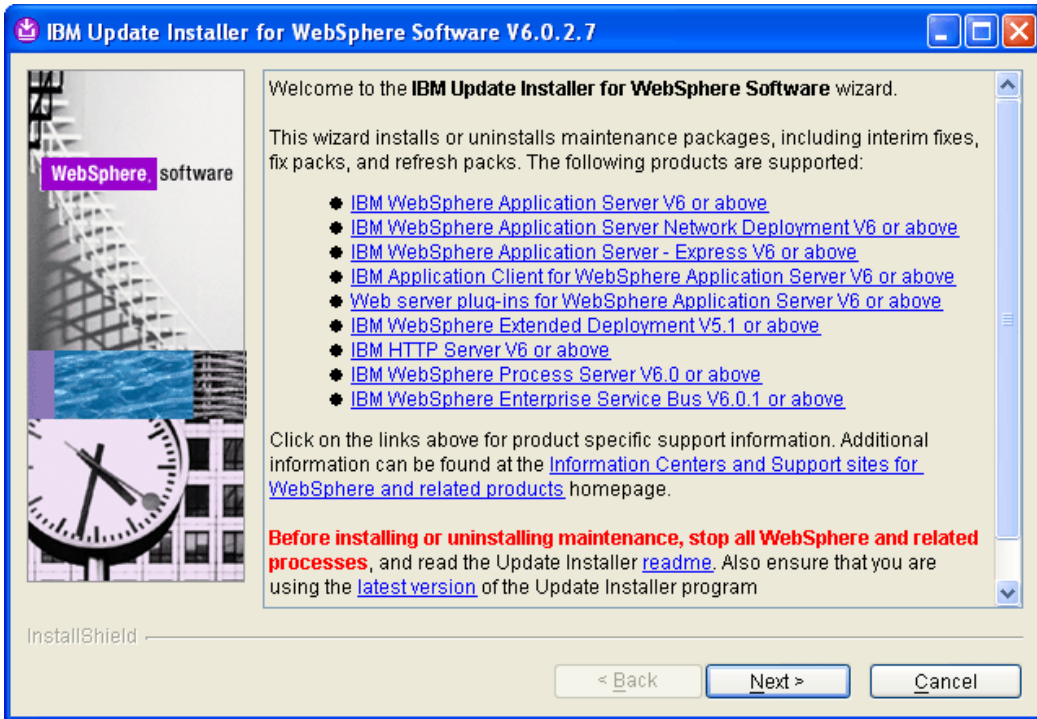 IBM Update Installer for WebSphere Software V6.0.2.7
WebSphere. software
Welcome to the IBM Update Installer for WebSphere Software wizard.
This wizard installs or uninstalls maintenance packages, including interim fixes,
fix packs, and refresh packs. The following products are supported:
IBM WebSphere Application Server V6 or above
IBM WebSphere Application Server Network Deployment V6 or above
IBM WebSphere Application Server - Express V6 or above
IBM Application Client for WebSphere Application Server V6 or above
Web server plug-ins for WebSphere Application Server V6 or above
IBM WebSphere Extended Deployment V5.1 or above
IBM HTTP Server V6 or above
IBM WebSphere Process Server V6.0 or above
IBM WebSphere Enterprise Service Bus V6.0.1 or above
Click on the links above for product specific support information. Additional
information can be found at the Information Centers and Support sites for
WebSphere and related products homepage.
Before installing or uninstalling maintenance, stop all WebSphere and related
processes, and read the Update Installer readme. Also ensure that you are
using the latest version of the Update Installer program
InstallShield
< Back
Next >
Cancel